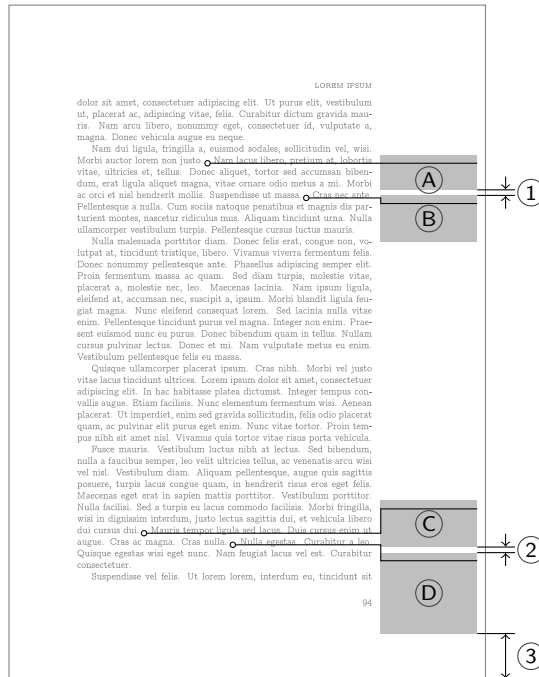 LOREM IPSUM
dolor sit amet, consectetuer adipiscing elit. Ut purus elit, vestibulum
ut, placerat ac, adipiscing vitae, felis. Curabitur dictum gravida mau-
ris. Nam arcu libero, nonummy eget, consectetuer id, vulputate a,
magna. Donec vehicula augue eu neque.
Nam dui ligula, fringilla a, euismod sodales, sollicitudin vel, wisi.
Morbi auctor lorem non justo. Nam lacus libero, pretium at, lobortis
vitae, ultricies et, tellus. Donec aliquet, tortor sed accumsan biben-
dum, erat ligula aliquet magna, vitae ornare odio metus a mi. Morbi
ac orci et nisl hendrerit mollis. Suspendisse ut massa. Cras nec ante.
Pellentesque a nulla. Cum sociis natoque penatibus et magnis dis par-
turient montes, nascetur ridiculus mus. Aliquam tincidunt urna. Nulla
ullamcorper vestibulum turpis. Pellentesque cursus luctus mauris.
Nulla malesuada porttitor diam. Donec felis erat, congue non, vo-
lutpat at, tincidunt tristique, libero. Vivamus viverra fermentum felis.
Donec nonummy pellentesque ante. Phasellus adipiscing semper elit.
Proin fermentum massa ac quam. Sed diam turpis, molestie vitae,
placerat a, molestie nec, leo. Maecenas lacinia. Nam ipsum ligula,
eleifend at, accumsan nec, suscipit a, ipsum. Morbi blandit ligula feu-
giat magna. Nunc eleifend consequat lorem. Sed lacinia nulla vitae
enim. Pellentesque tincidunt purus vel magna. Integer non enim. Prae-
sent euismod nunc eu purus. Donec bibendum quam in tellus. Nullam
cursus pulvinar lectus. Donec et mi. Nam vulputate metus eu enim.
Vestibulum pellentesque felis eu massa.
Quisque ullamcorper placerat ipsum. Cras nibh. Morbi vel justo
vitae lacus tincidunt ultrices. Lorem ipsum dolor sit amet, consectetuer
adipiscing elit. In hac habitasse platea dictumst. Integer tempus con-
vallis augue. Etiam facilisis. Nunc elementum fermentum wisi. Aenean
placerat. Ut imperdiet, enim sed gravida sollicitudin, felis odio placerat
quam, ac pulvinar elit purus eget enim. Nunc vitae tortor. Proin tem-
pus nibh sit amet nisl. Vivamus quis tortor vitae risus porta vehicula.
Fusce mauris. Vestibulum luctus nibh at lectus. Sed bibendum,
nulla a faucibus semper, leo velit ultricies tellus, ac venenatis arcu wisi
vel nisl. Vestibulum diam. Aliquam pellentesque, augue quis sagittis
posuere, turpis lacus congue quam, in hendrerit risus eros eget felis.
Maecenas eget erat in sapien mattis porttitor. Vestibulum porttitor.
Nulla facilisi. Sed a turpis eu lacus commodo facilisis. Morbi fringilla,
wisi in dignissim interdum, justo lectus sagittis dui, et vehicula libero
dui cursus dui. Mauris tempor ligula sed lacus. Duis cursus enim ut
augue. Cras ac magna. Cras nulla. Nulla egestas. Curabitur a leo.
Quisque egestas wisi eget nunc. Nam feugiat lacus vel est. Curabitur
consectetuer.
Suspendisse vel felis. Ut lorem lorem, interdum eu, tincidunt sit
94
A
1
B
C
2
D
3